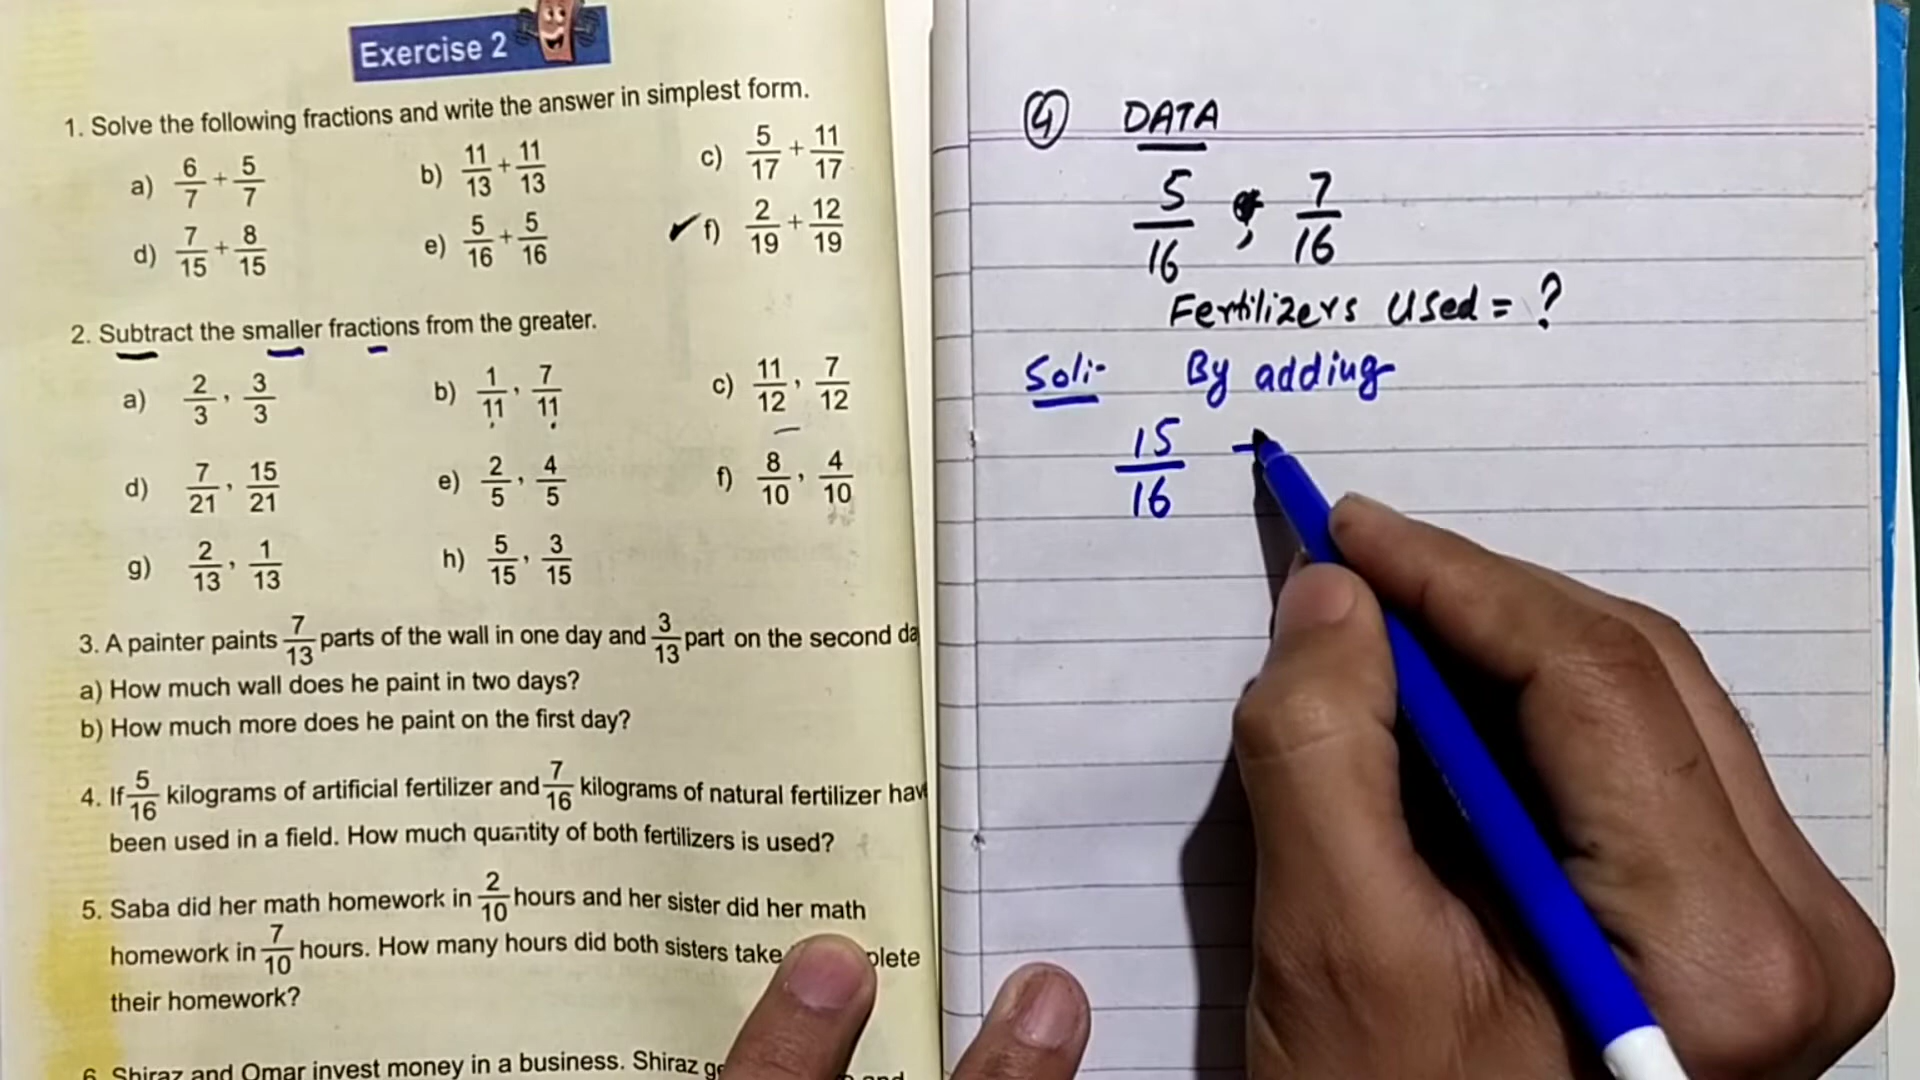 Exercise 2
1. Solve the following fractions and write the answer in simplest form.
a) 6/7 + 5/7 b) 11/13 + 11/13 c) 5/17 + 11/17
d) 7/15 + 8/15 e) 5/16 + 5/16 f) 2/19 + 12/19
2. Subtract the smaller fractions from the greater.
a) 2/3 , 3/3 b) 1/11 , 7/11 c) 11/12 , 7/12
d) 7/21 , 15/21 e) 2/5 , 4/5 f) 8/10 , 4/10
g) 2/13 , 1/13 h) 5/15 , 3/15
3. A painter paints 7/13 parts of the wall in one day and 3/13 part on the second da
a) How much wall does he paint in two days?
b) How much more does he paint on the first day?
4. If 5/16 kilograms of artificial fertilizer and 7/16 kilograms of natural fertilizer hav
been used in a field. How much quantity of both fertilizers is used?
5. Saba did her math homework in 2/10 hours and her sister did her math
homework in 7/10 hours. How many hours did both sisters take plete
their homework?
6. Shiraz and Omar invest money in a business. Shiraz g
and
4 DATA
5/16 , 7/16
Fertilizers Used = ?
Sol:- By adding
15/16